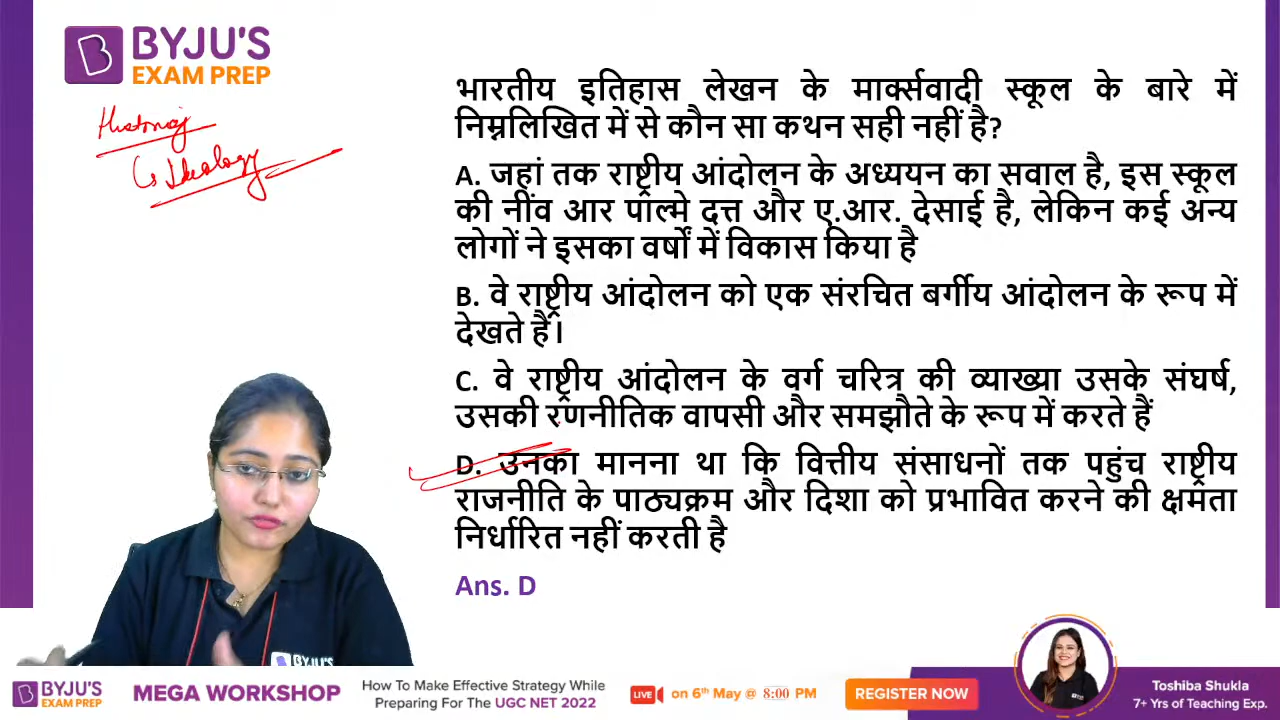 BYJU'S
EXAM PREP
Ideology
भारतीय इतिहास लेखन के मार्क्सवादी स्कूल के बारे में
निम्नलिखित में से कौन सा कथन सही नहीं है?
A. जहां तक राष्ट्रीय आंदोलन के अध्ययन का सवाल है, इस स्कूल
की नींव आर पाल्मे दत्त और ए.आर. देसाई है, लेकिन कई अन्य
लोगों ने इसका वर्षों में विकास किया है
B. वे राष्ट्रीय आंदोलन को एक संरचित बर्गीय आंदोलन के रूप में
देखते हैं।
C. वे राष्ट्रीय आंदोलन के वर्ग चरित्र की व्याख्या उसके संघर्ष,
उसकी रणनीतिक वापसी और समझौते के रूप में करते हैं
D. उनका मानना था कि वित्तीय संसाधनों तक पहुंच राष्ट्रीय
राजनीति के पाठ्यक्रम और दिशा को प्रभावित करने की क्षमता
निर्धारित नहीं करती है
Ans. D
BYJU'S
EXAM PREP
MEGA WORKSHOP
How To Make Effective Strategy While
Preparing For The UGC NET 2022
LIVE on 6th May @ 8:00 PM
REGISTER NOW
Toshiba Shukla
7+ Yrs of Teaching Exp.